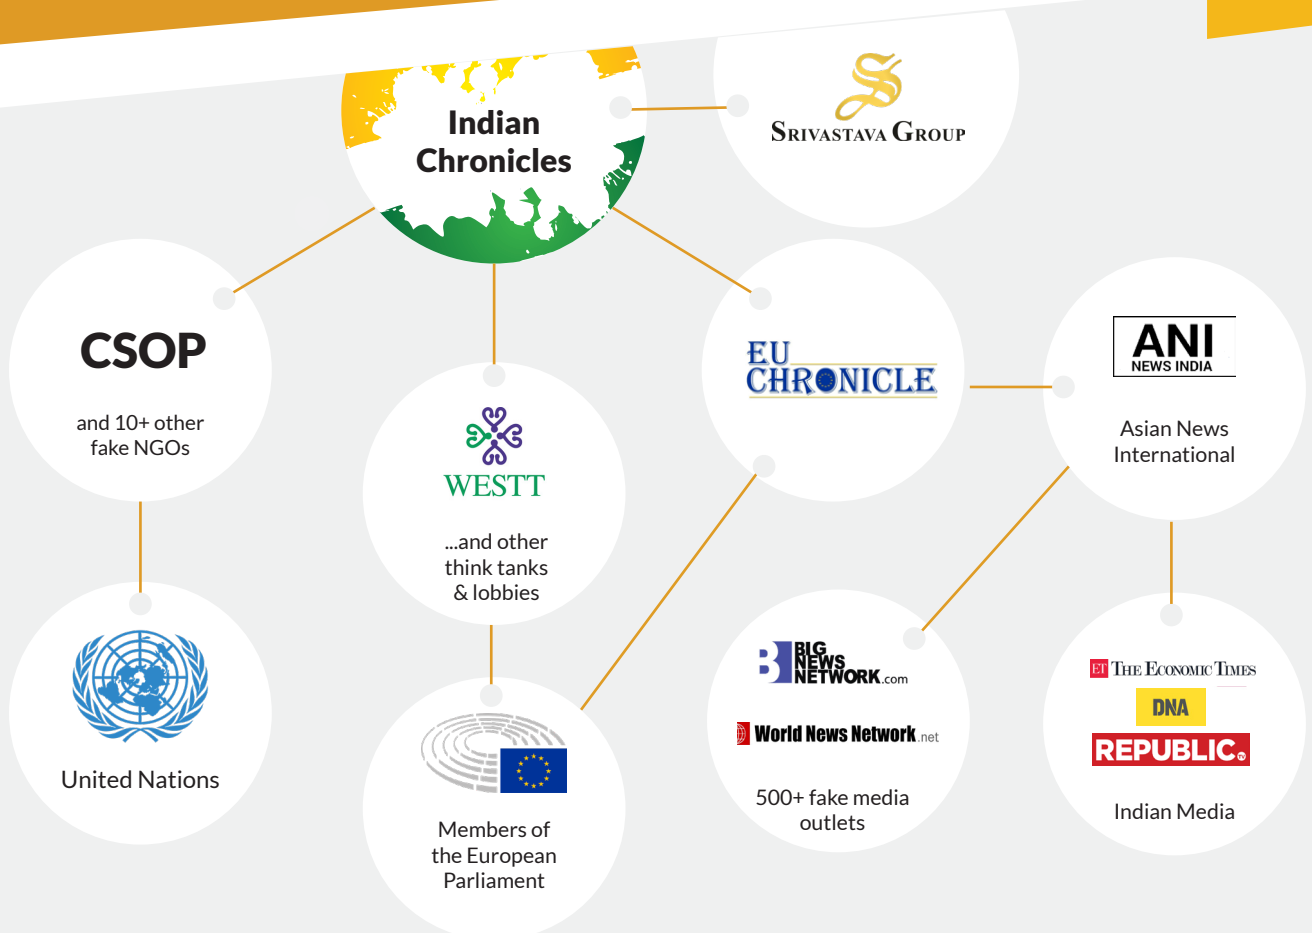 Indian
Chronicles
SRIVASTAVA GROUP
CSOP
and 10+ other
fake NGOs
WESTT
...and other
think tanks
& lobbies
EU
CHRONICLE
ANI
NEWS INDIA
Asian News
International
United Nations
Members of
the European
Parliament
B BIG
NEWS
NETWORK.com
World News Network.net
500+ fake media
outlets
ET THE ECONOMIC TIMES
DNA
REPUBLIC.TV
Indian Media